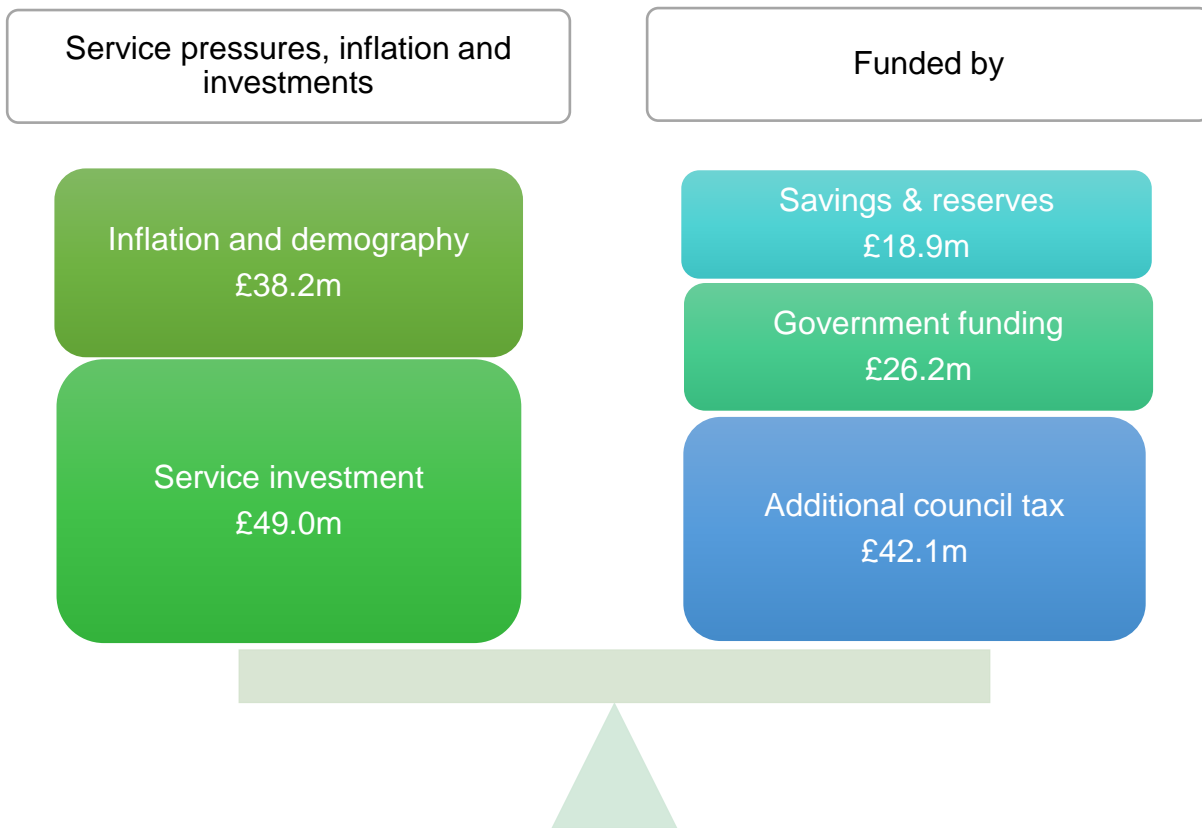 Service pressures, inflation and
investments
Funded by
Inflation and demography
£38.2m
Service investment
£49.0m
Savings & reserves
£18.9m
Government funding
£26.2m
Additional council tax
£42.1m